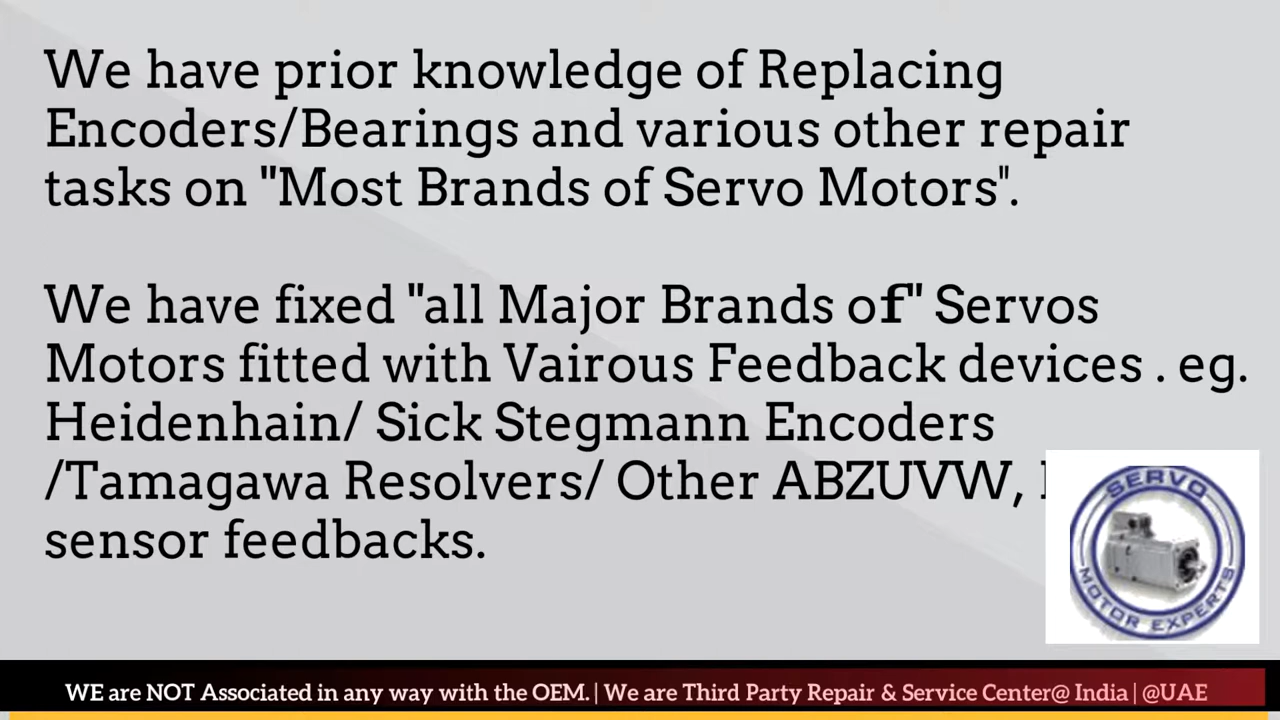 We have prior knowledge of Replacing
Encoders/Bearings and various other repair
tasks on "Most Brands of Servo Motors".
We have fixed "all Major Brands of" Servos
Motors fitted with Vairous Feedback devices . eg.
Heidenhain/ Sick Stegmann Encoders
/Tamagawa Resolvers/ Other ABZUVW,
sensor feedbacks.
SERVO
MOTOR EXPERTS
WE are NOT Associated in any way with the OEM. | We are Third Party Repair & Service Center@ India | @UAE